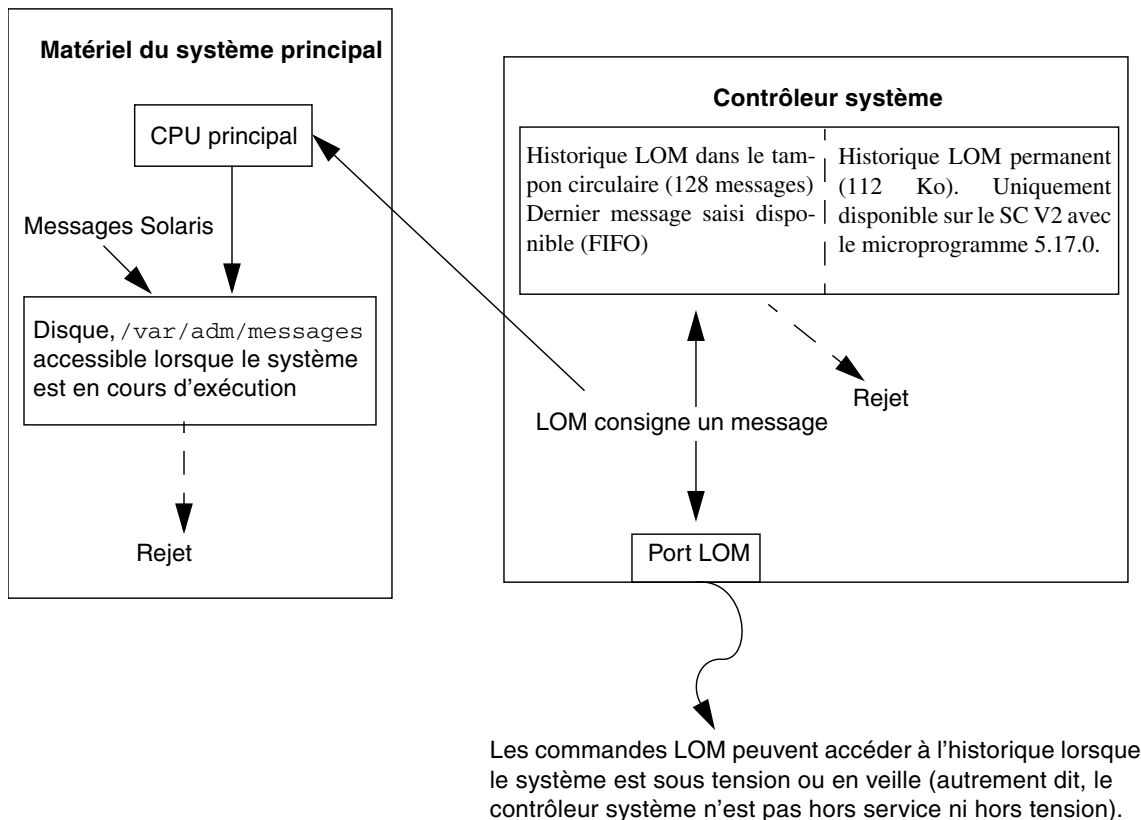 Matériel du système principal
CPU principal
Messages Solaris
Disque, /var/adm/messages
accessible lorsque le système
est en cours d'exécution
Rejet
Contrôleur système
Historique LOM dans le tam-
pon circulaire (128 messages)
Dernier message saisi dispo-
nible (FIFO)
Historique LOM permanent
(112 Ko). Uniquement
disponible sur le SC V2 avec
le microprogramme 5.17.0.
Rejet
LOM consigne un message
Port LOM
Les commandes LOM peuvent accéder à l'historique lorsque
le système est sous tension ou en veille (autrement dit, le
contrôleur système n'est pas hors service ni hors tension).